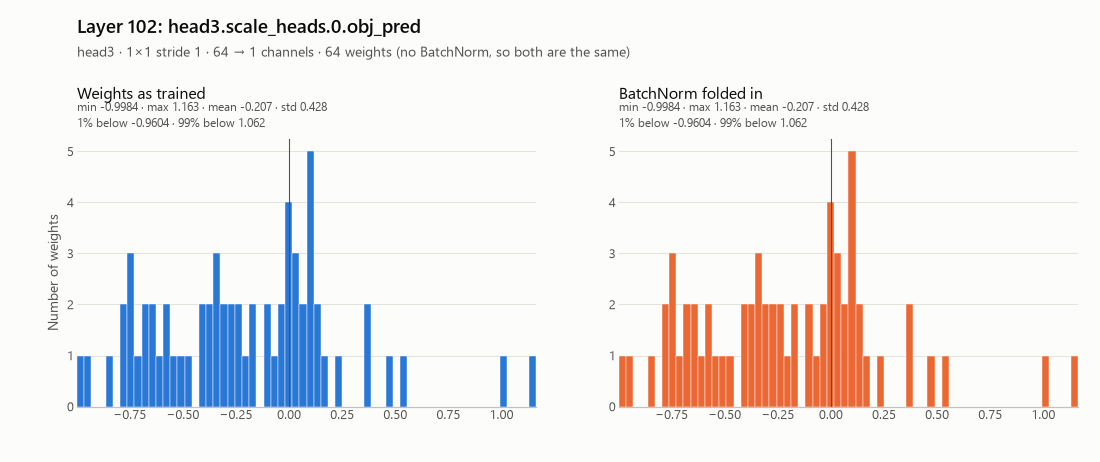 Layer 102: head3.scale_heads.0.obj_pred
head3 · 1×1 stride 1 · 64 → 1 channels · 64 weights (no BatchNorm, so both are the same)
Weights as trained
min -0.9984 · max 1.163 · mean -0.207 · std 0.428
1% below -0.9604 · 99% below 1.062
Number of weights
5
4
3
2
1
0
−0.75 −0.50 −0.25 0.00 0.25 0.50 0.75 1.00
BatchNorm folded in
min -0.9984 · max 1.163 · mean -0.207 · std 0.428
1% below -0.9604 · 99% below 1.062
5
4
3
2
1
0
−0.75 −0.50 −0.25 0.00 0.25 0.50 0.75 1.00